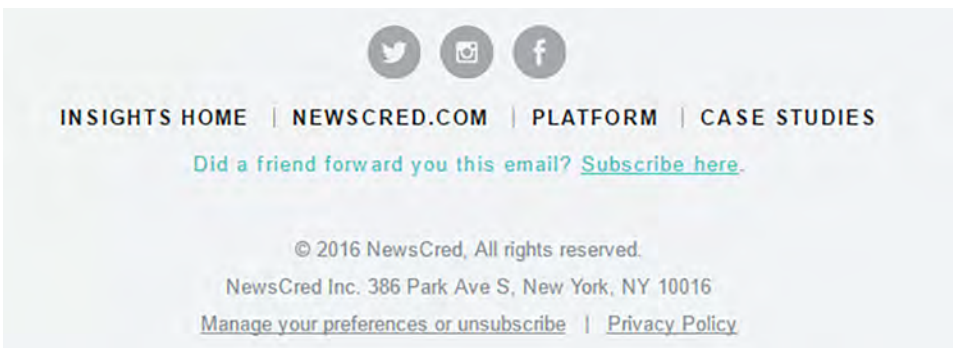 INSIGHTS HOME | NEWSCRED.COM | PLATFORM | CASE STUDIES
Did a friend forward you this email? Subscribe here.
© 2016 NewsCred, All rights reserved.
NewsCred Inc. 386 Park Ave S, New York, NY 10016
Manage your preferences or unsubscribe | Privacy Policy